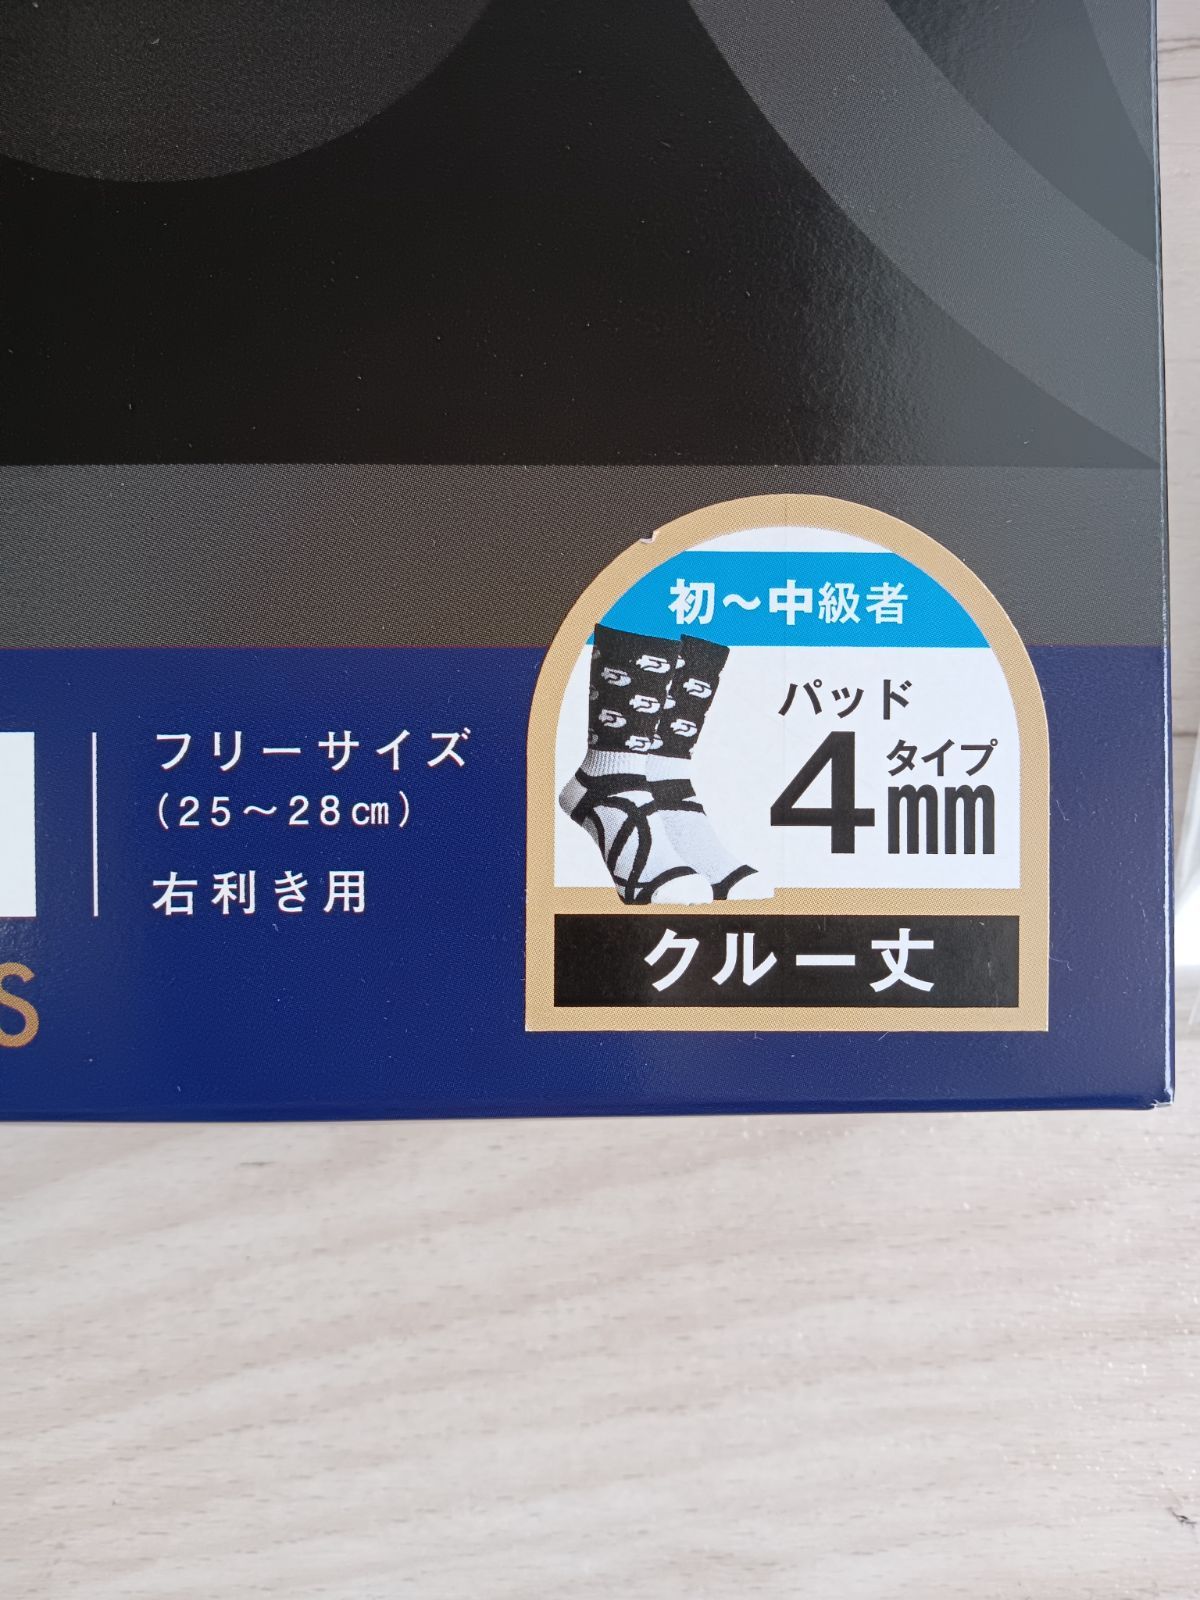 フリーサイズ
(25～28㎝)
右利き用
S
初～中級者
パッド
4mm
タイプ
クルー丈